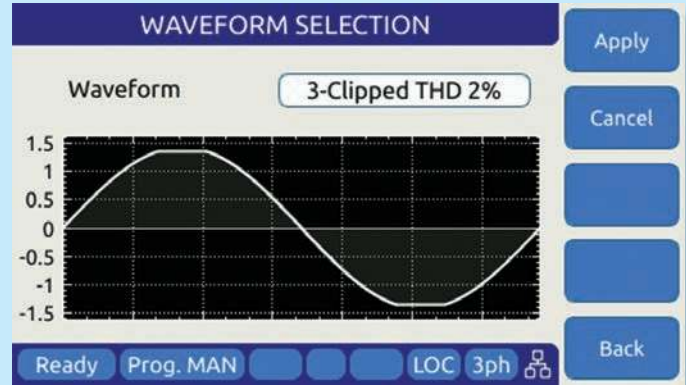 WAVEFORM SELECTION
Apply
Waveform
3-Clipped THD 2%
Cancel
1.5
1
0.5
0
-0.5
-1
-1.5
Back
Ready
Prog. MAN
LOC
3ph